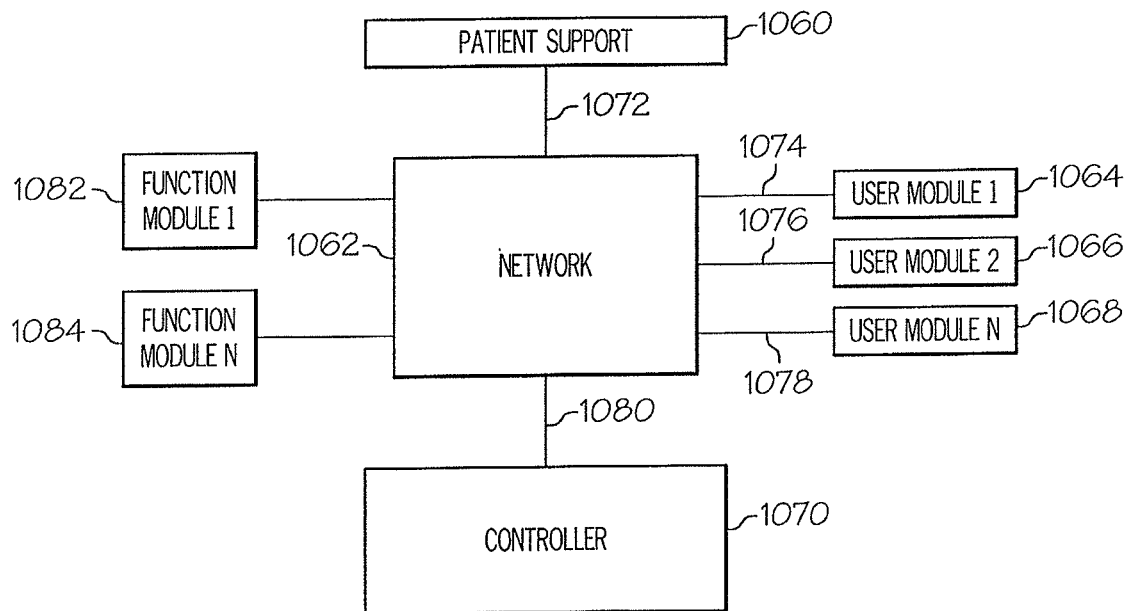 PATIENT SUPPORT
1060
1072
1074
1082
FUNCTION
MODULE 1
USER MODULE 1
1064
1062
1076
NETWORK
USER MODULE 2
1066
1084
FUNCTION
MODULE N
USER MODULE N
1068
1078
1080
CONTROLLER
1070